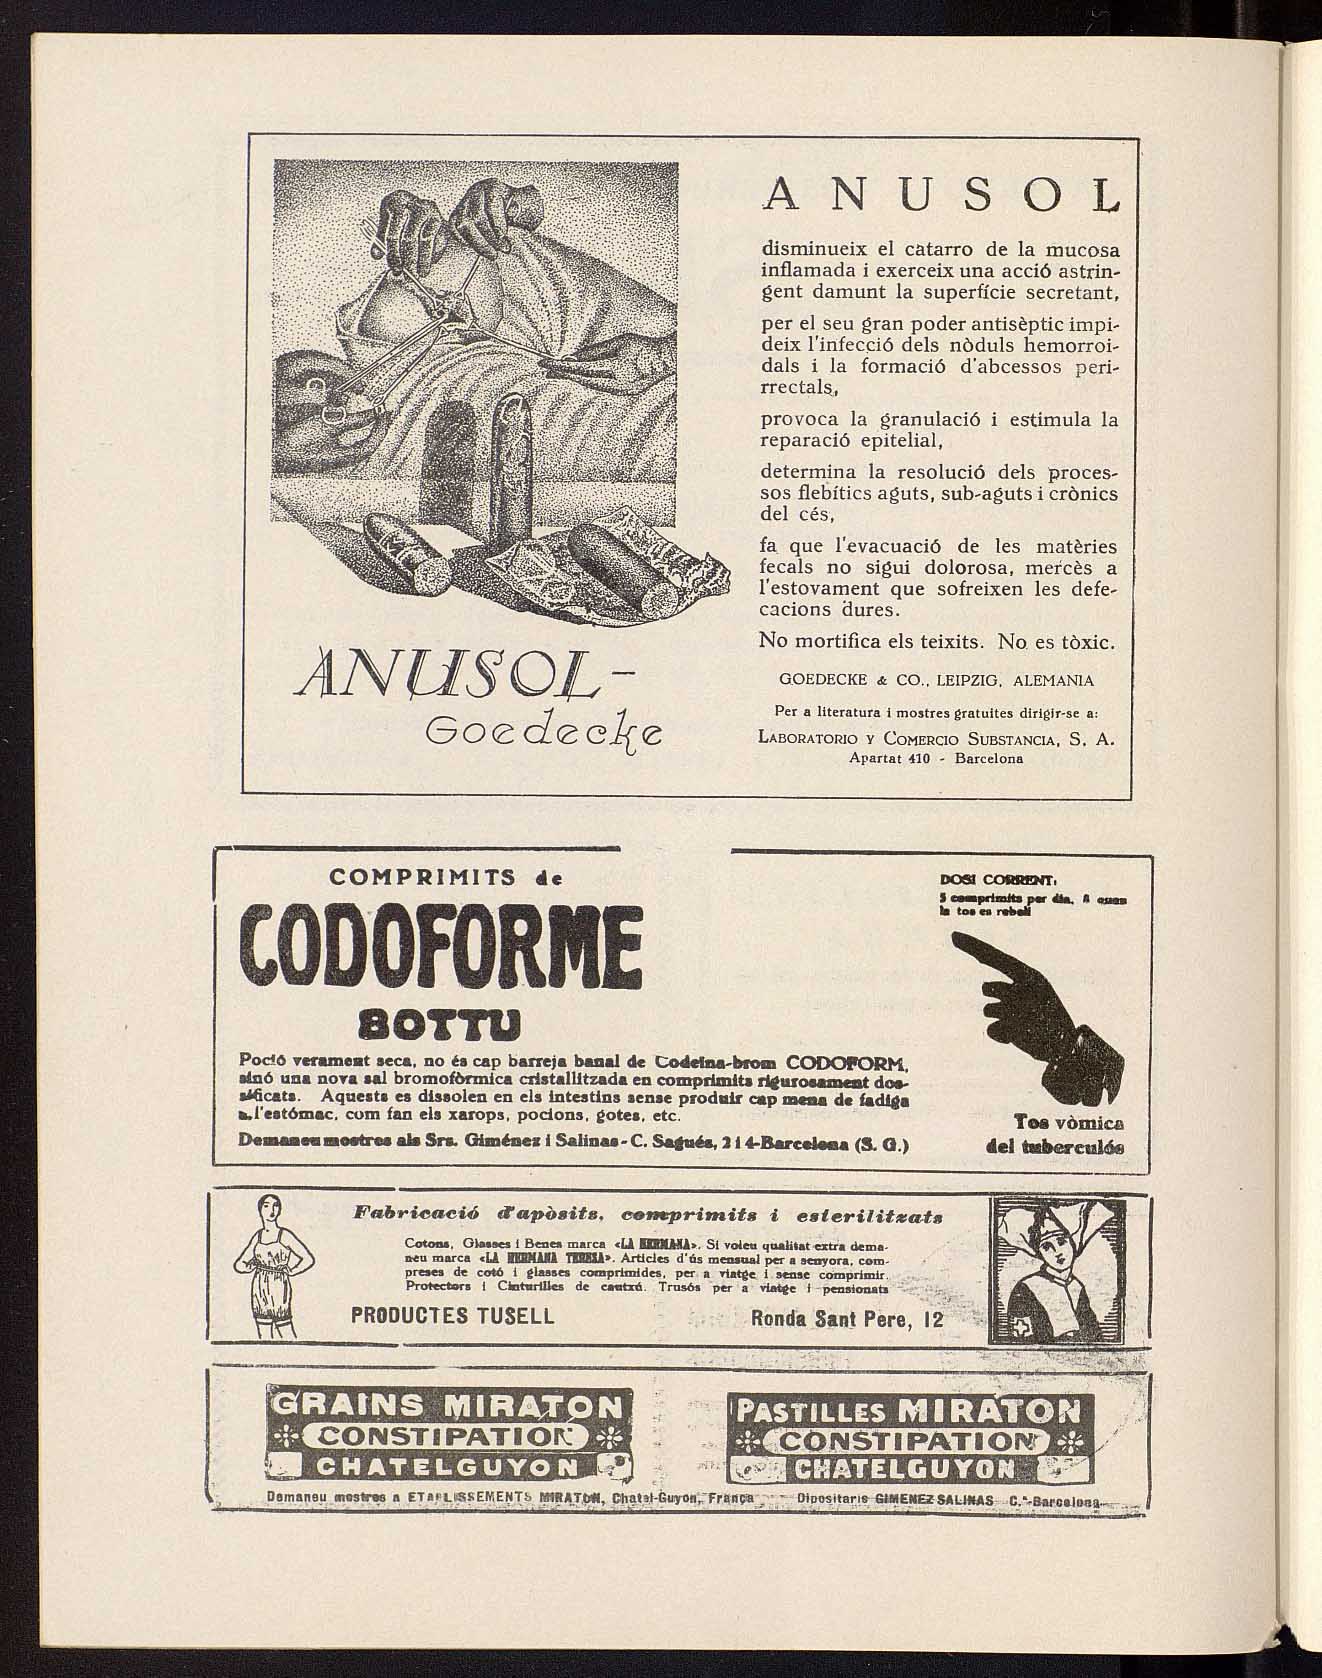 ANUSOL
disminueix el catarro de la mucosa
inflamada i exerceix una acció astrin-
gent damunt la superfície secretant,
per el seu gran poder antisèptic impi-
deix l'infecció dels nòduls hemorroi-
dals i la formació d'abcessos peri-
rrectals,
provoca la granulació i estimula la
reparació epitelial,
determina la resolució dels proces-
sos flebítics aguts, sub-aguts i crònics
del cés,
fa que l'evacuació de les matèries
fecals no sigui dolorosa, mercès a
l'estovament que sofreixen les defe-
cacions dures.
No mortifica els teixits. No es tòxic.
GOEDECKE & CO., LEIPZIG, ALEMANIA
Per a literatura i mostres gratuites dirigir-se a:
LABORATORIO Y COMERCIO SUBSTANCIA, S. A.
Apartat 410 - Barcelona
ANUSOL-
Goedecke
COMPRIMITS de
CODOFORME
BOTTU
Poció verament seca, no és cap barreja banal de Codeina-brom CODOFORM,
sinó una nova sal bromofòrmica cristallitzada en comprimits rigurosament dos-
sificats. Aquests es dissolen en els intestins sense produir cap mena de fadiga
a l'estómac, com fan els xarops, pocions, gotes, etc.
Demaneu mostres als Srs. Giménez i Salinas - C. Sagués, 2 i 4-Barcelona (S. G.)
DOSI CORRENT:
5 comprimits per dia, 8 quan
la tos es rebell
Tos vòmica
del tuberculós
Fabricació d'apòsits, comprimits i esterilitzats
Cotons, Glasses i Benes marca «LA HERMANA». Si voleu qualitat extra dema-
neu marca «LA HERMANA TERESA». Articles d'ús mensual per a senyora, com-
preses de cotó i glasses comprimides, per a viatge i sense comprimir.
Protectors i Cinturilles de cautxú. Trusós per a viatge i pensionats
PRODUCTES TUSELL
Ronda Sant Pere, 12
GRAINS MIRATON
CONSTIPATION
CHATELGUYON
PASTILLES MIRATON
CONSTIPATION
CHATELGUYON
Demaneu mostres a ETABLISSEMENTS MIRATON, Chatel-Guyon, França
Dipositaris GIMENEZ SALINAS C.ª-Barcelona